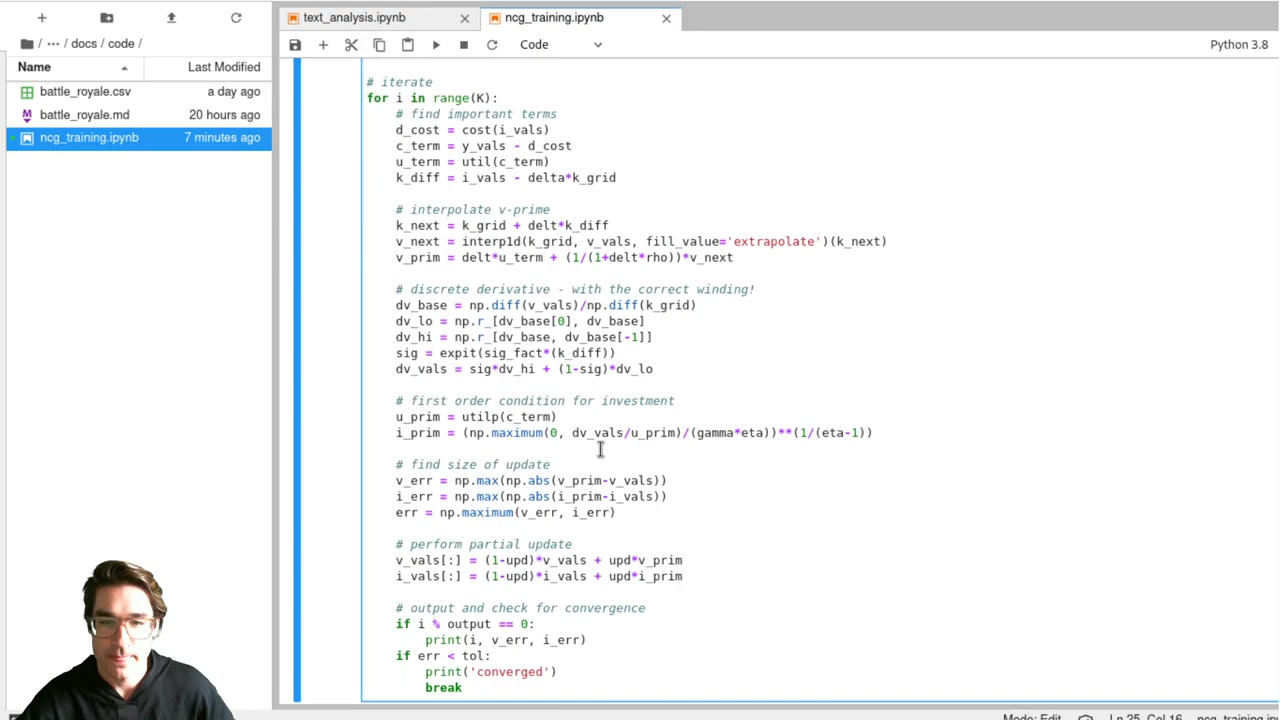 text_analysis.ipynb
ncg_training.ipynb
/ ··· / docs / code /
Code
Python 3.8
Name
Last Modified
battle_royale.csv
a day ago
battle_royale.md
20 hours ago
ncg_training.ipynb
7 minutes ago
# iterate
for i in range(K):
# find important terms
d_cost = cost(i_vals)
c_term = y_vals - d_cost
u_term = util(c_term)
k_diff = i_vals - delta*k_grid
# interpolate v-prime
k_next = k_grid + delt*k_diff
v_next = interp1d(k_grid, v_vals, fill_value='extrapolate')(k_next)
v_prim = delt*u_term + (1/(1+delt*rho))*v_next
# discrete derivative - with the correct winding!
dv_base = np.diff(v_vals)/np.diff(k_grid)
dv_lo = np.r_[dv_base[0], dv_base]
dv_hi = np.r_[dv_base, dv_base[-1]]
sig = expit(sig_fact*(k_diff))
dv_vals = sig*dv_hi + (1-sig)*dv_lo
# first order condition for investment
u_prim = utilp(c_term)
i_prim = (np.maximum(0, dv_vals/u_prim)/(gamma*eta))**(1/(eta-1))
# find size of update
v_err = np.max(np.abs(v_prim-v_vals))
i_err = np.max(np.abs(i_prim-i_vals))
err = np.maximum(v_err, i_err)
# perform partial update
v_vals[:] = (1-upd)*v_vals + upd*v_prim
i_vals[:] = (1-upd)*i_vals + upd*i_prim
# output and check for convergence
if i % output == 0:
print(i, v_err, i_err)
if err < tol:
print('converged')
break
Mode: Edit
Ln 25, Col 16